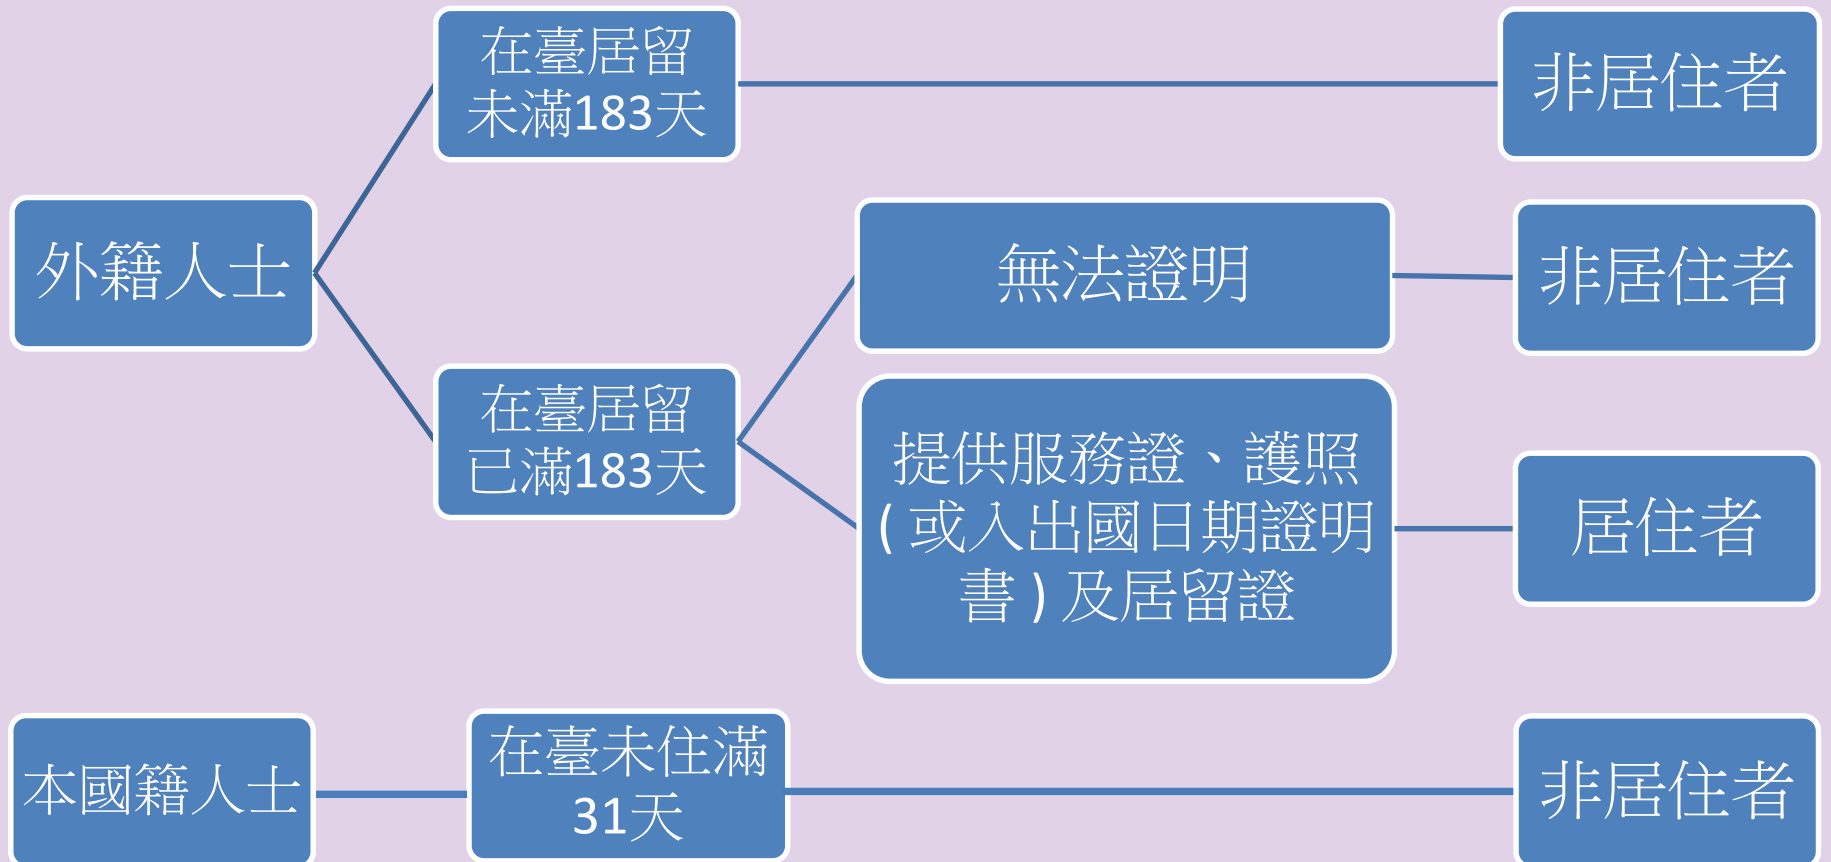 在臺居留
未滿183天
非居住者
外籍人士
無法證明
非居住者
在臺居留
已滿183天
提供服務證、護照
(或入出國日期證明
書)及居留證
居住者
本國籍人士
在臺未住滿
31天
非居住者